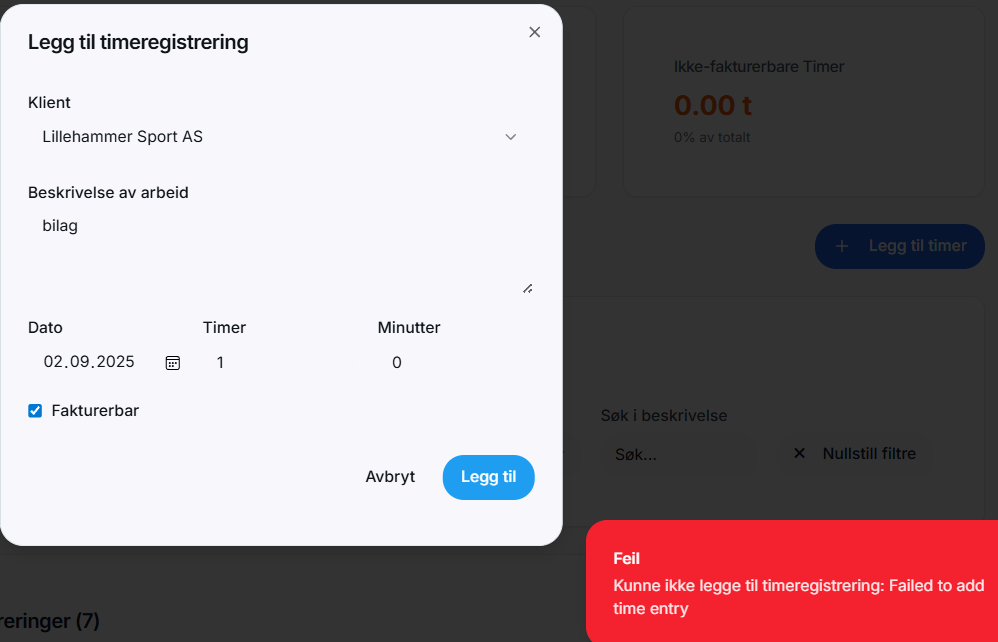 Legg til timeregistrering
Klient
Lillehammer Sport AS
Beskrivelse av arbeid
bilag
Dato Timer Minutter
02.09.2025 1 0
Fakturerbar
Avbryt Legg til
Ikke-fakturerbare Timer
0.00 t
0% av totalt
Legg til timer
Søk i beskrivelse
Søk... Nullstill filtre
Feil
Kunne ikke legge til timeregistrering: Failed to add
time entry
reringer (7)